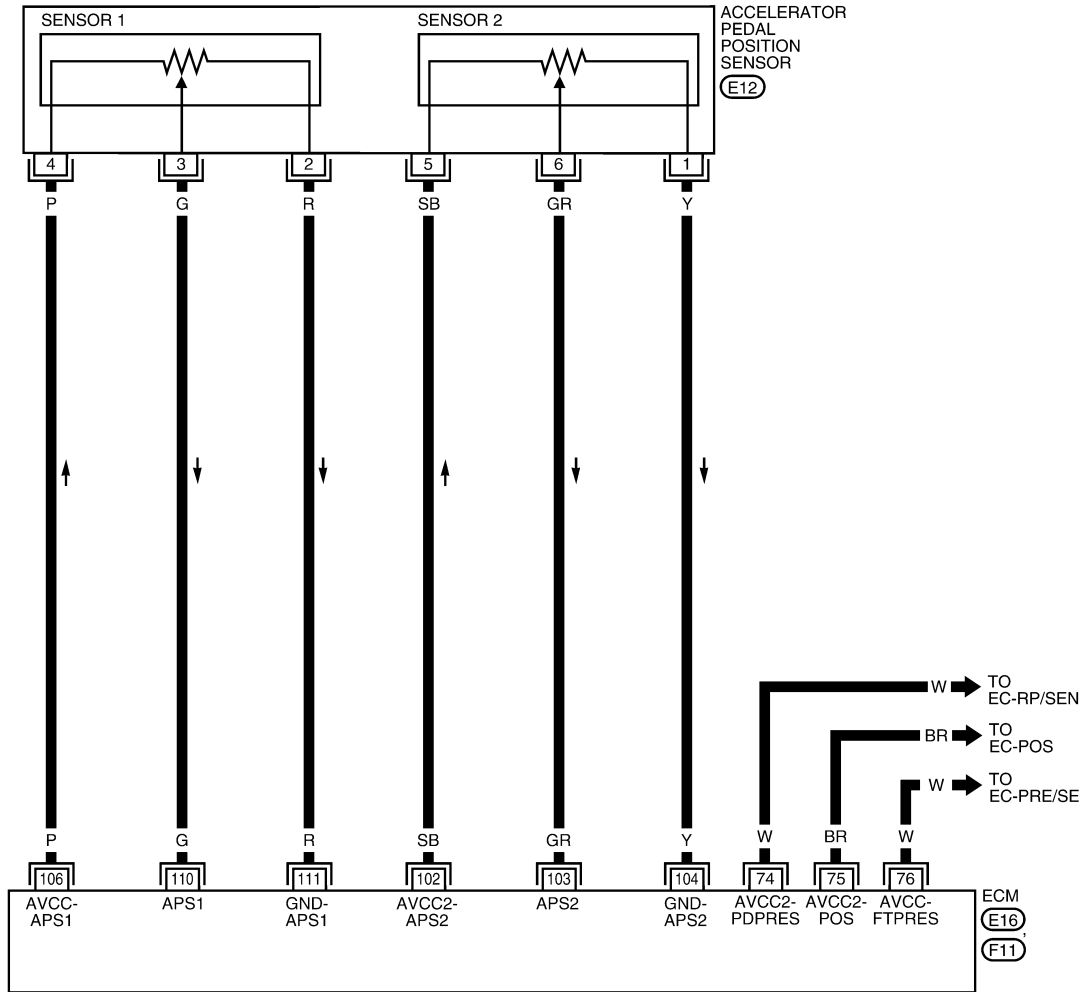 SENSOR 1
SENSOR 2
ACCELERATOR
PEDAL
POSITION
SENSOR
E12
4 3 2 5 6 1
P G R SB GR Y
W TO
EC-RP/SEN
BR TO
EC-POS
W TO
EC-PRE/SE
P G R SB GR Y W BR W
106 110 111 102 103 104 74 75 76
AVCC- APS1 GND- AVCC2- APS2 GND- AVCC2- AVCC2- AVCC-
APS1 APS1 APS2 APS2 PDPRES POS FTPRES
ECM
E16 ,
F11